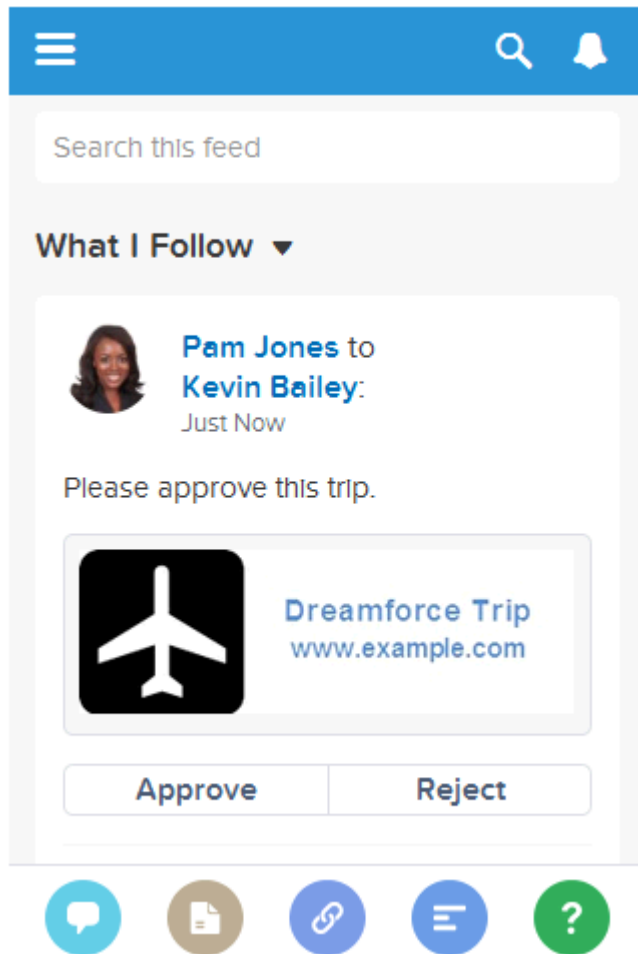 Search this feed
What I Follow
Pam Jones to
Kevin Bailey:
Just Now
Please approve this trip.
Dreamforce Trip
www.example.com
Approve
Reject
?